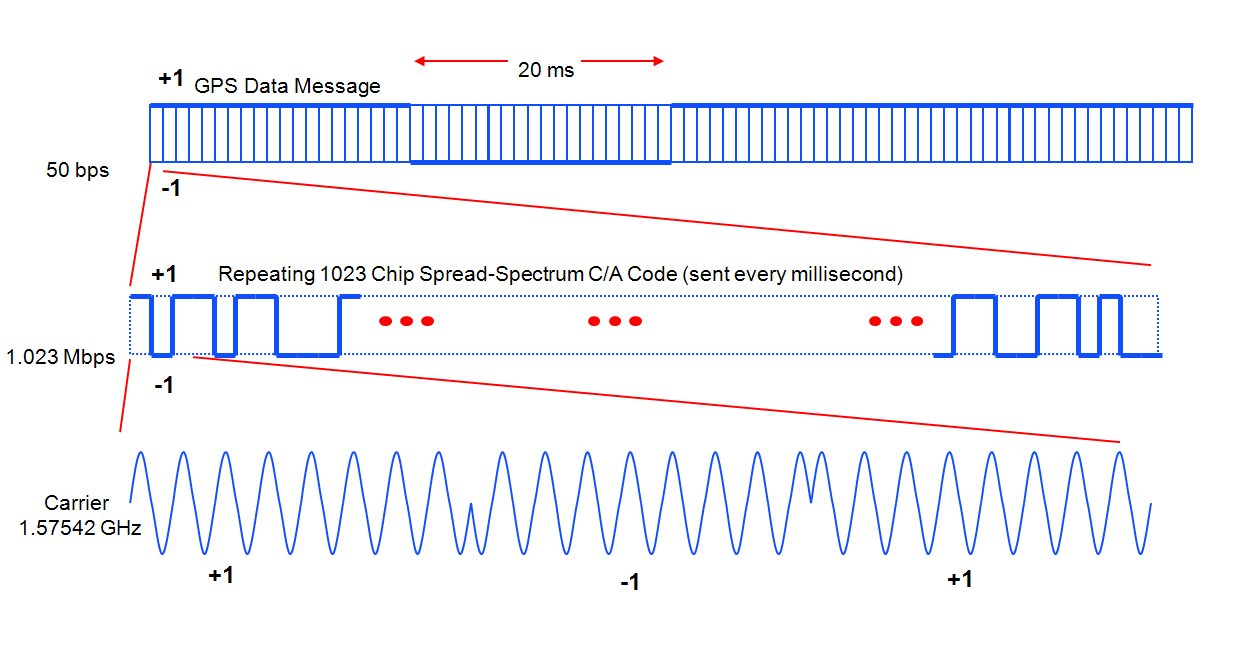 20 ms
+1 GPS Data Message
50 bps
-1
+1 Repeating 1023 Chip Spread-Spectrum C/A Code (sent every millisecond)
1.023 Mbps
-1
Carrier
1.57542 GHz
+1 -1 +1